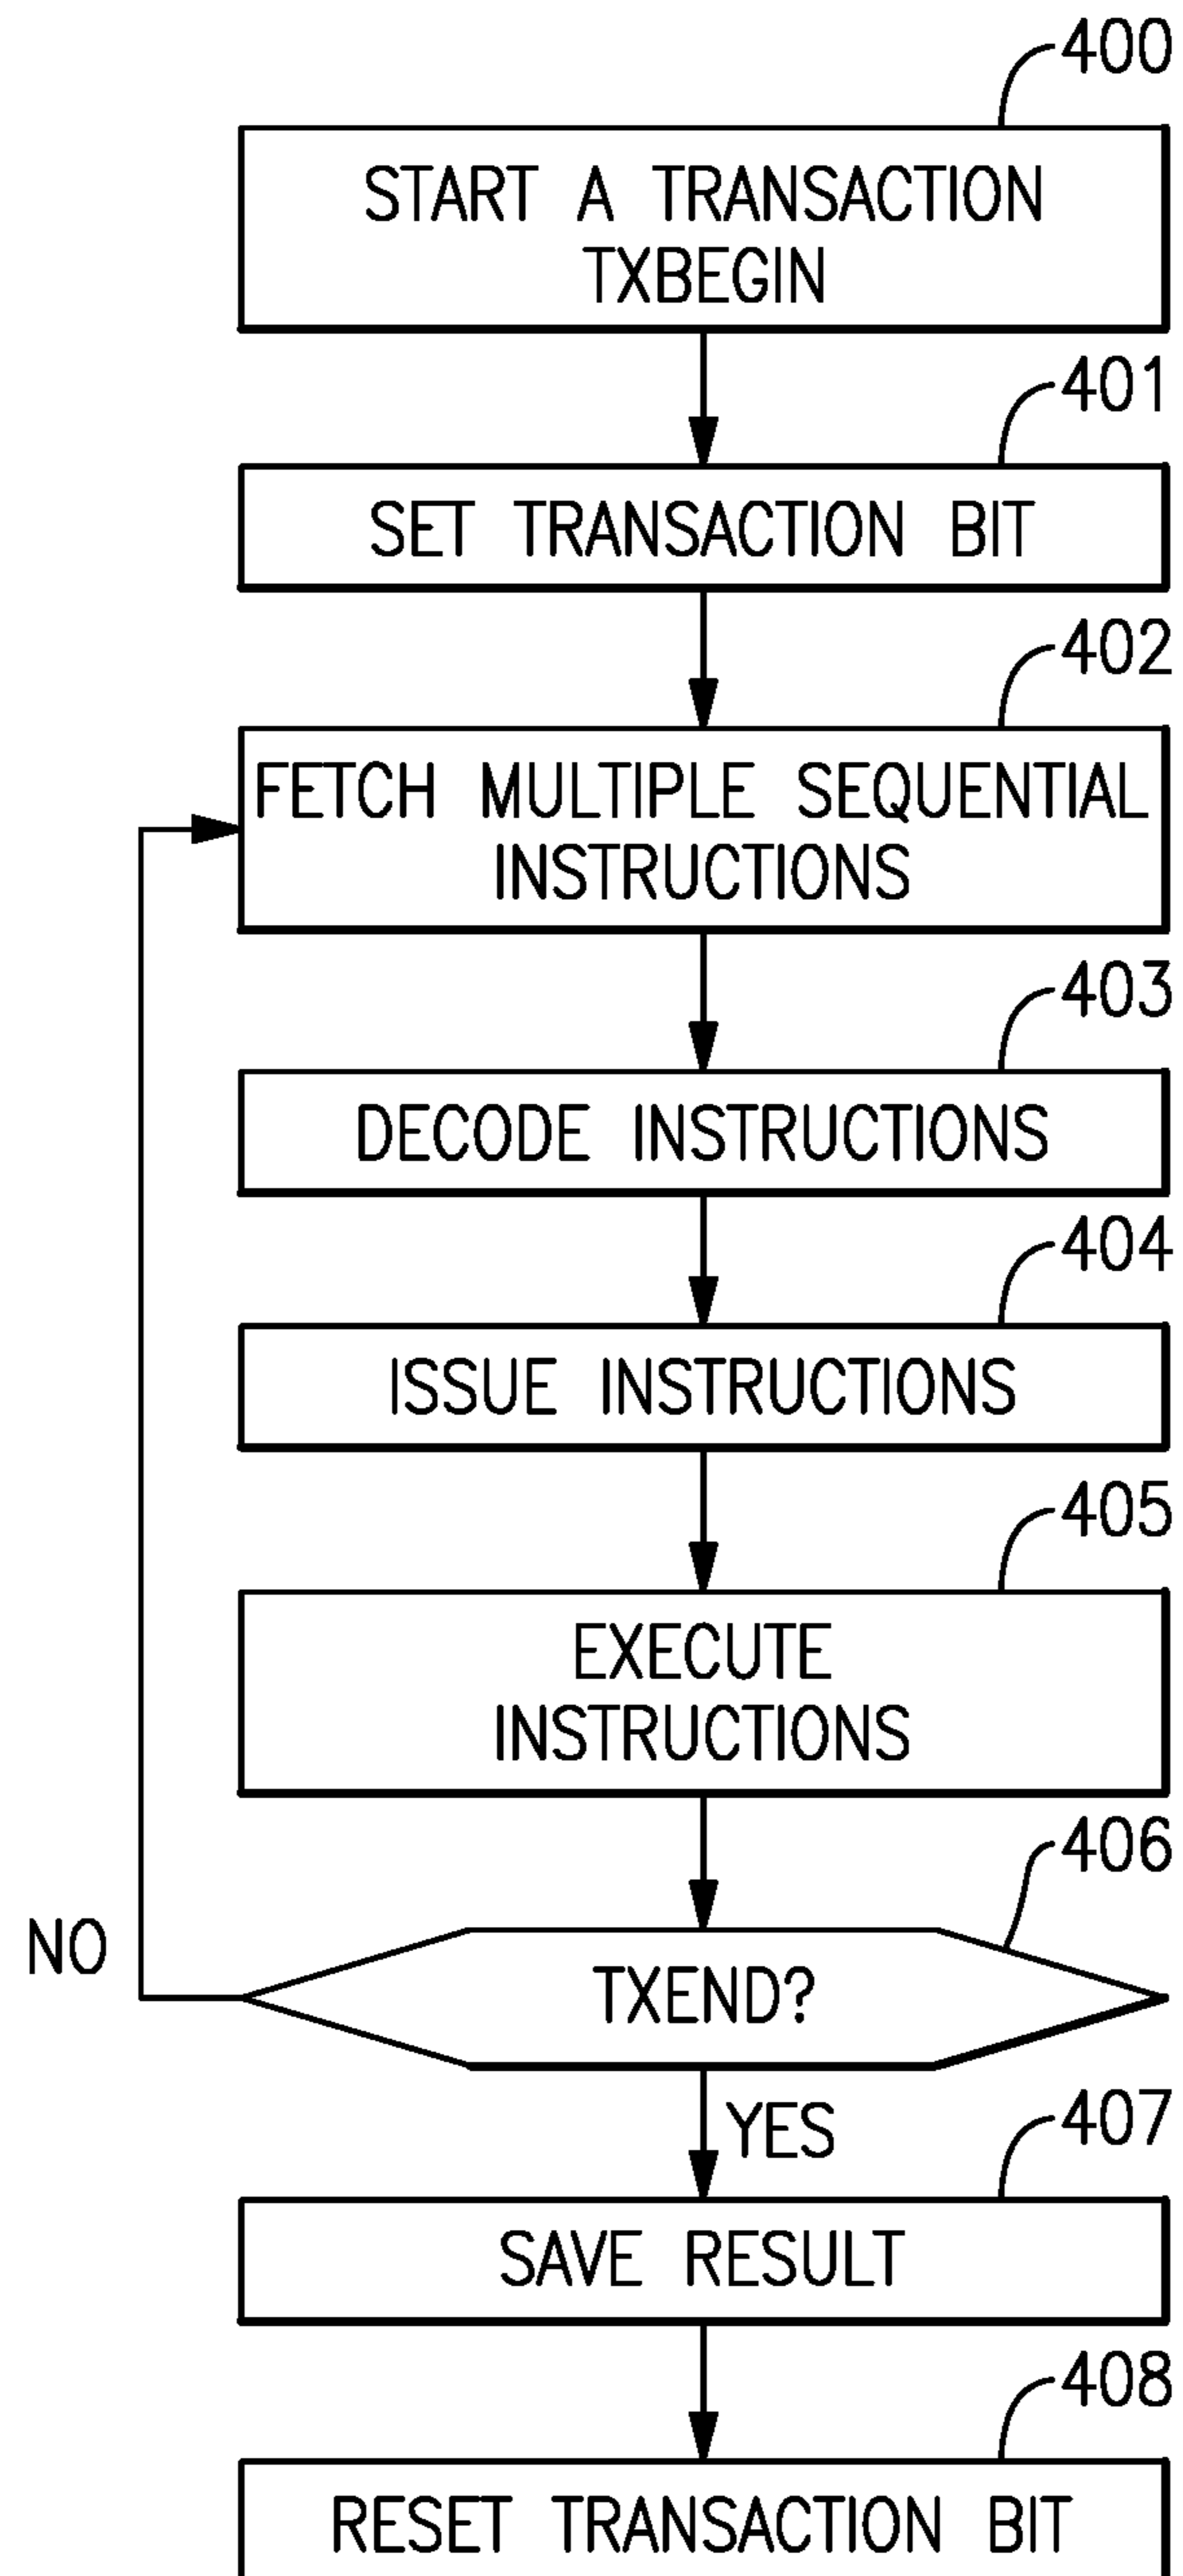 400
START A TRANSACTION
TXBEGIN
401
SET TRANSACTION BIT
402
FETCH MULTIPLE SEQUENTIAL
INSTRUCTIONS
403
DECODE INSTRUCTIONS
404
ISSUE INSTRUCTIONS
405
EXECUTE
INSTRUCTIONS
406
NO
TXEND?
YES
407
SAVE RESULT
408
RESET TRANSACTION BIT